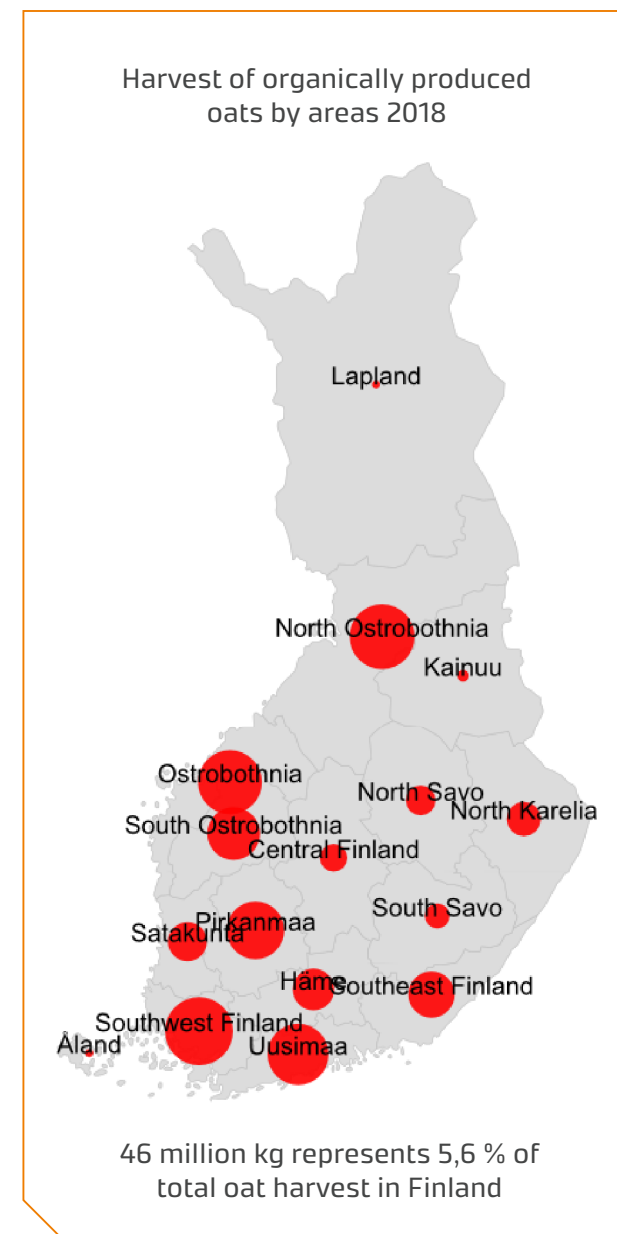 Harvest of organically produced
oats by areas 2018
Lapland
North Ostrobothnia
Kainuu
Ostrobothnia
North Savo
North Karelia
South Ostrobothnia
Central Finland
South Savo
Pirkanmaa
Satakunta
Häme
Southeast Finland
Southwest Finland
Uusimaa
Åland
46 million kg represents 5,6 % of
total oat harvest in Finland